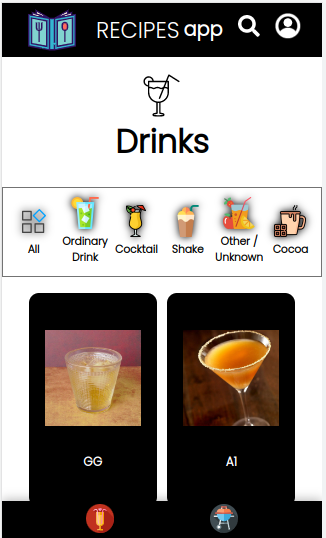 RECIPES app
Drinks
All
Ordinary
Drink
Cocktail
Shake
Other /
Unknown
Cocoa
GG
A1